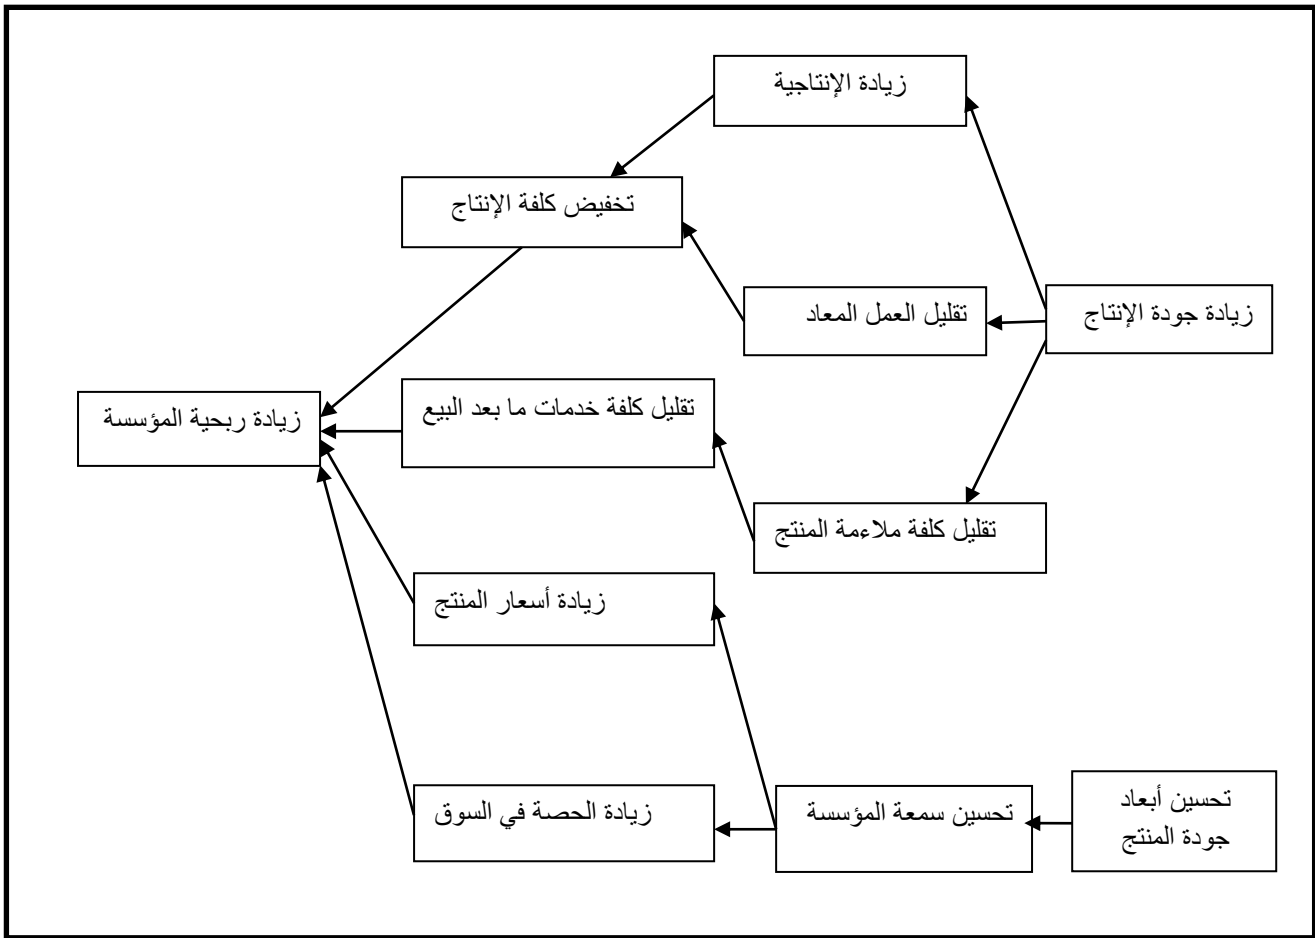 زيادة الإنتاجية
تخفيض كلفة الإنتاج
زيادة جودة الإنتاج
تقليل العمل المعاد
تقليل كلفة خدمات ما بعد البيع
زيادة ربحية المؤسسة
تقليل كلفة ملاءمة المنتج
زيادة أسعار المنتج
تحسين أبعاد
جودة المنتج
تحسين سمعة المؤسسة
زيادة الحصة في السوق